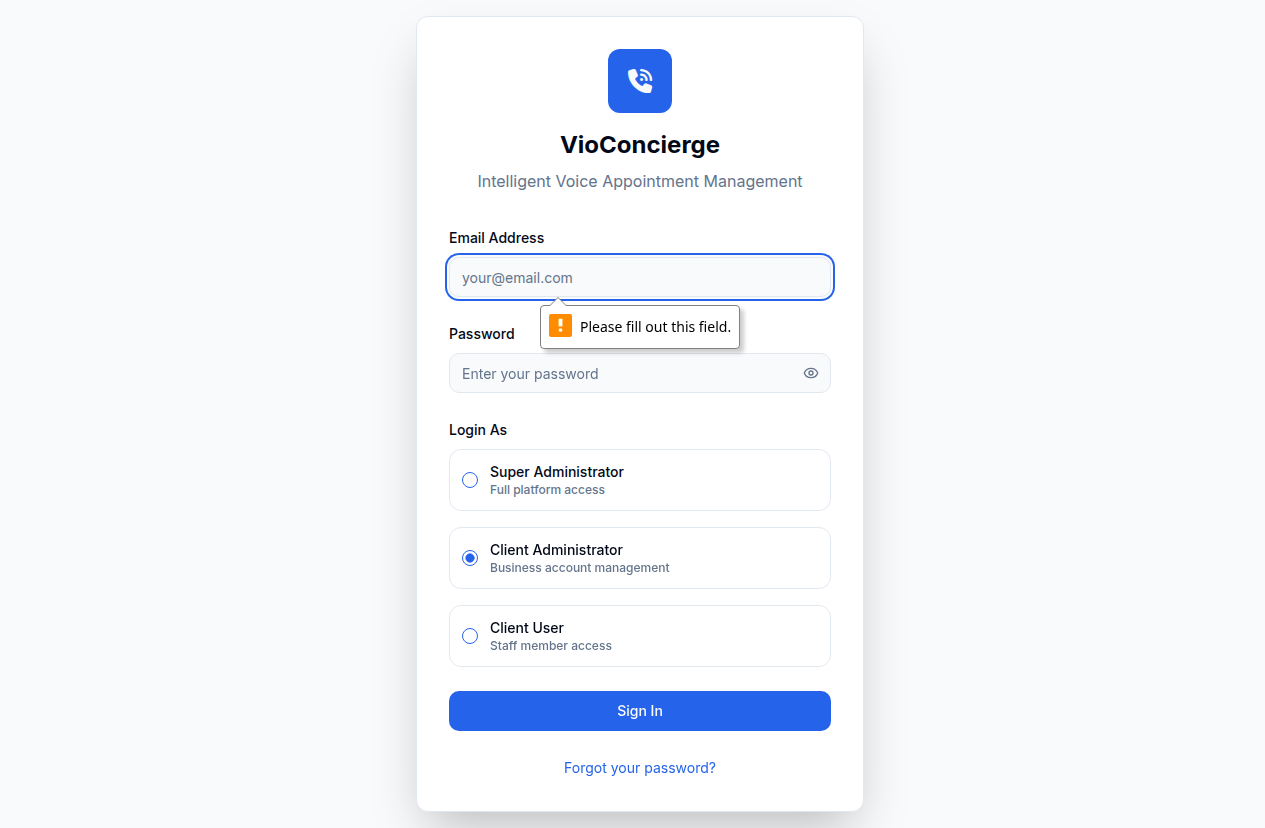 VioConcierge
Intelligent Voice Appointment Management
Email Address
your@email.com
Please fill out this field.
Password
Enter your password
Login As
Super Administrator
Full platform access
Client Administrator
Business account management
Client User
Staff member access
Sign In
Forgot your password?